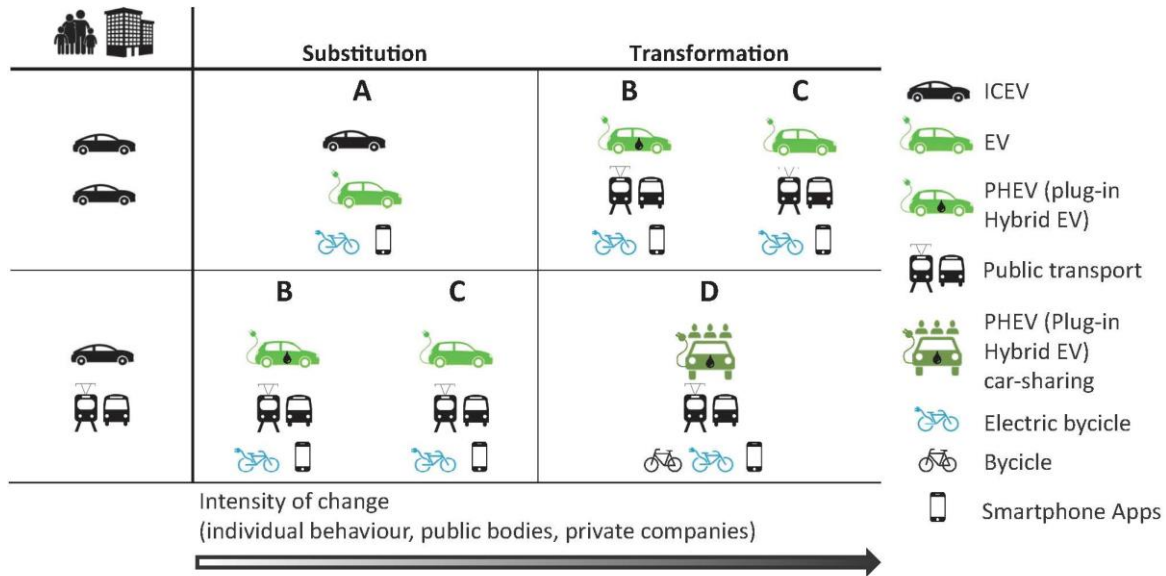 Substitution
Transformation
A
B
C
B
C
D
Intensity of change
(individual behaviour, public bodies, private companies)
ICEV
EV
PHEV (plug-in
Hybrid EV)
Public transport
PHEV (Plug-in
Hybrid EV)
car-sharing
Electric bycicle
Bycicle
Smartphone Apps